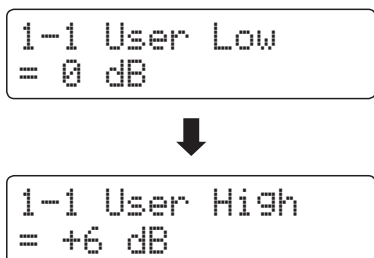 1-1 User Low
= 0 dB
1-1 User High
= +6 dB